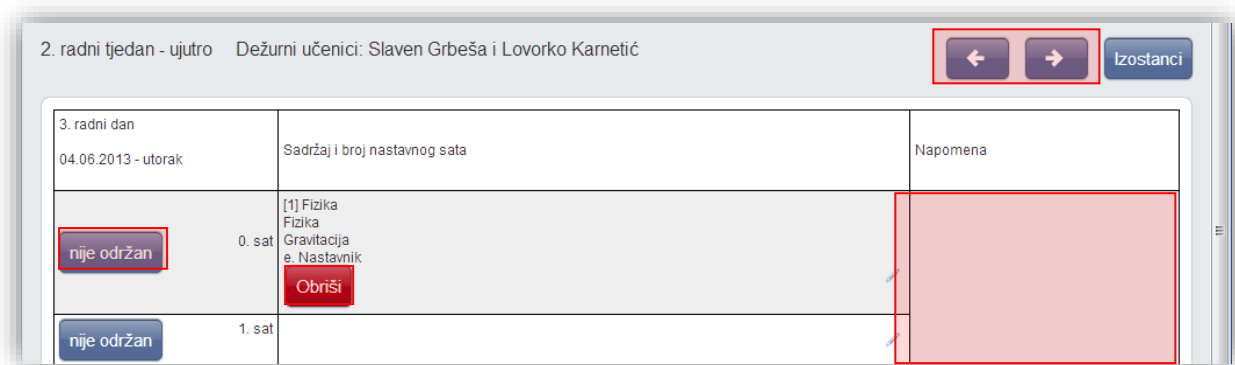 2. radni tjedan - ujutro Dežurni učenici: Slaven Grbeša i Lovorko Karnetić
Izostanci
3. radni dan
04.06.2013 - utorak
Sadržaj i broj nastavnog sata
Napomena
nije održan
0. sat
[1] Fizika
Fizika
Gravitacija
e. Nastavnik
Obriši
nije održan
1. sat